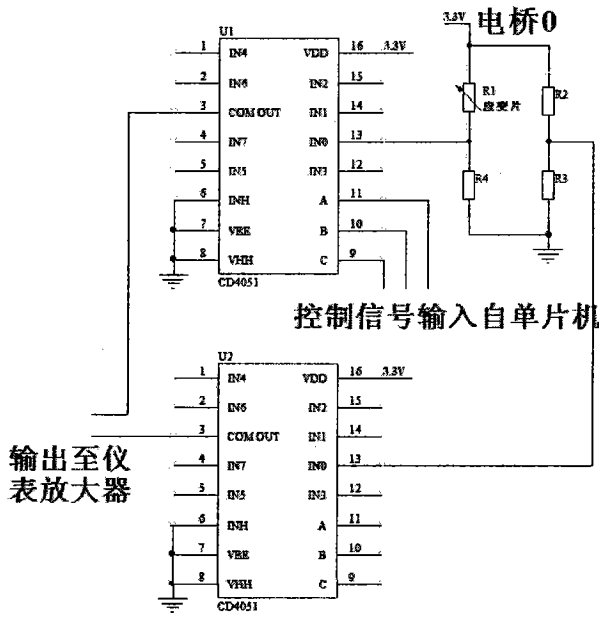 3.3V
电桥0
U1
1 IN4 VDD 16 3.3V
2 IN6 IN2 15
3 COM OUT IN1 14
4 IN7 IN0 13
5 IN5 IN3 12
6 INH A 11
7 VEE B 10
8 VHH C 9
CD4051
R1
应变片
R2
R4
R3
控制信号输入自单片机
U2
1 IN4 VDD 16 3.3V
2 IN6 IN2 15
3 COM OUT IN1 14
4 IN7 IN0 13
5 IN5 IN3 12
6 INH A 11
7 VEE B 10
8 VHH C 9
CD4051
输出至仪
表放大器